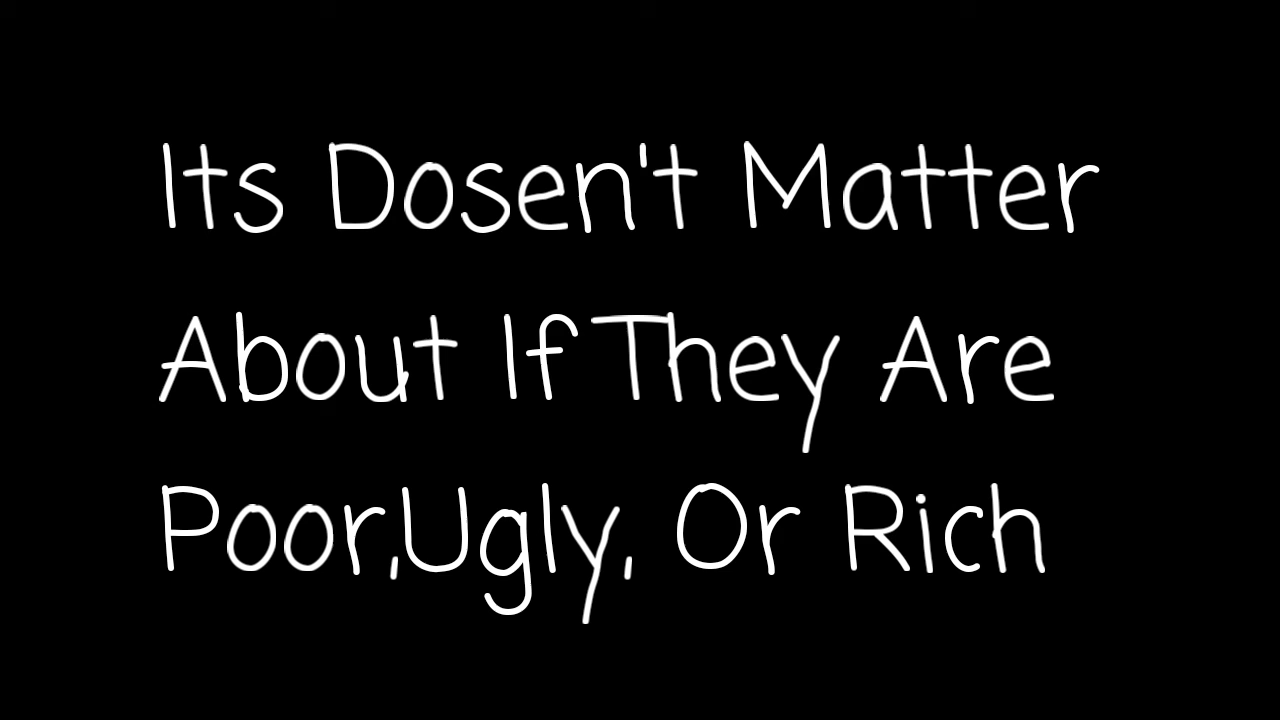 Its Dosen't Matter
About If They Are
Poor,Ugly, Or Rich